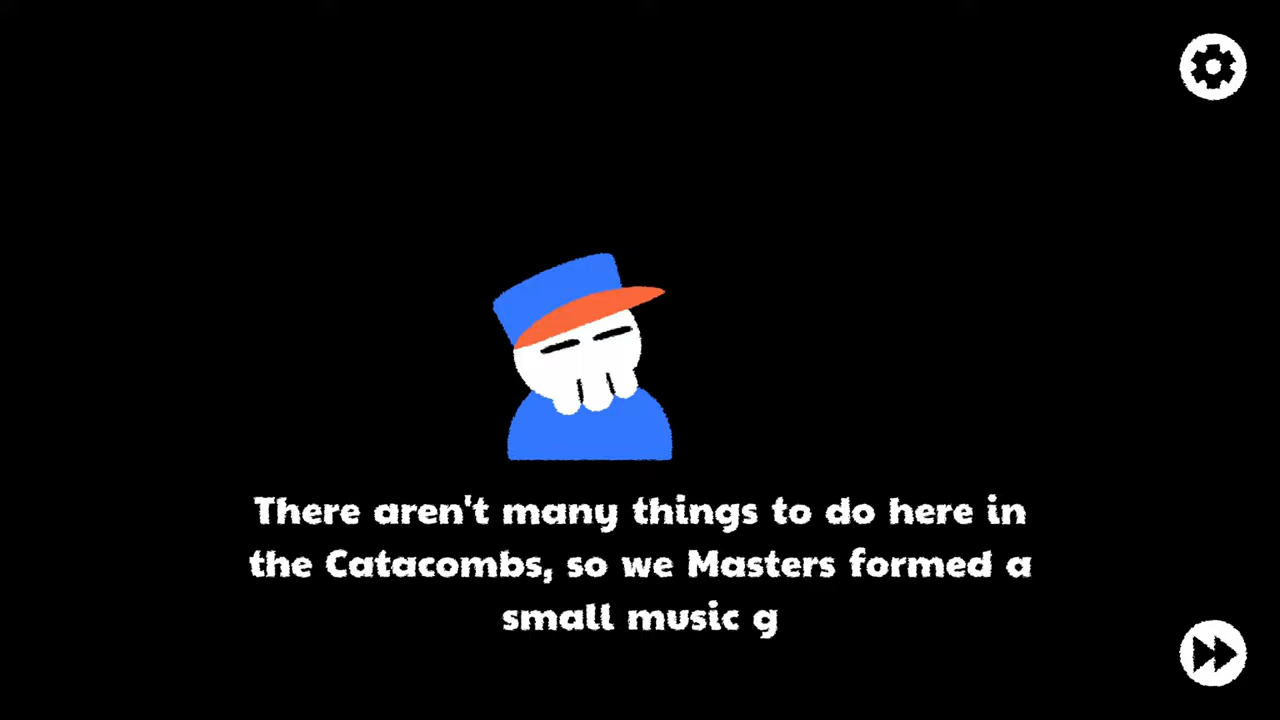 There aren't many things to do here in
the Catacombs, so we Masters formed a
small music g